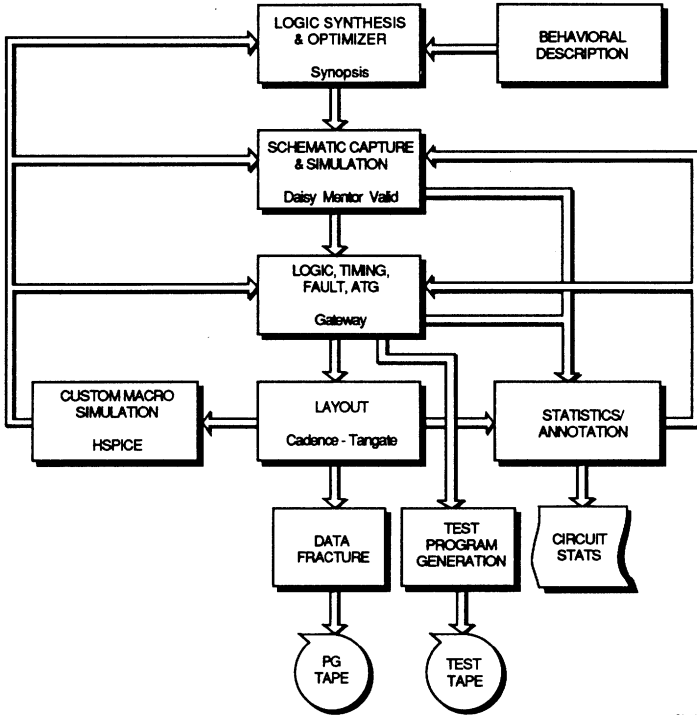 LOGIC SYNTHESIS
& OPTIMIZER
Synopsis
BEHAVIORAL
DESCRIPTION
SCHEMATIC CAPTURE
& SIMULATION
Daisy Mentor Valid
LOGIC, TIMING,
FAULT, ATG
Gateway
CUSTOM MACRO
SIMULATION
HSPICE
LAYOUT
Cadence - Tangate
STATISTICS/
ANNOTATION
DATA
FRACTURE
TEST
PROGRAM
GENERATION
CIRCUIT
STATS
PG
TAPE
TEST
TAPE